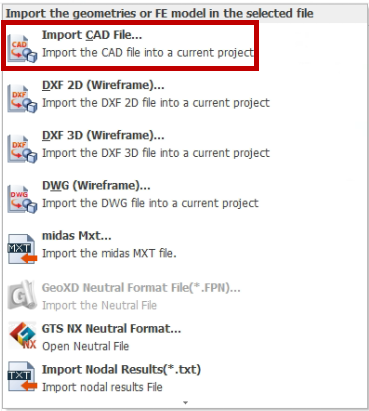 Import the geometries or FE model in the selected file
Import CAD File...
Import the CAD file into a current project
DXF 2D (Wireframe)...
Import the DXF 2D file into a current project
DXF 3D (Wireframe)...
Import the DXF 3D file into a current project
DWG (Wireframe)...
Import the DWG file into a current project
midas Mxt...
Import the midas MXT file.
GeoXD Neutral Format File(*.FPN)...
Import the Neutral File
GTS NX Neutral Format...
Open Neutral File
Import Nodal Results(*.txt)
Import nodal results File
CAD
DXF
DXF
DWG
MXT
NX
TXT